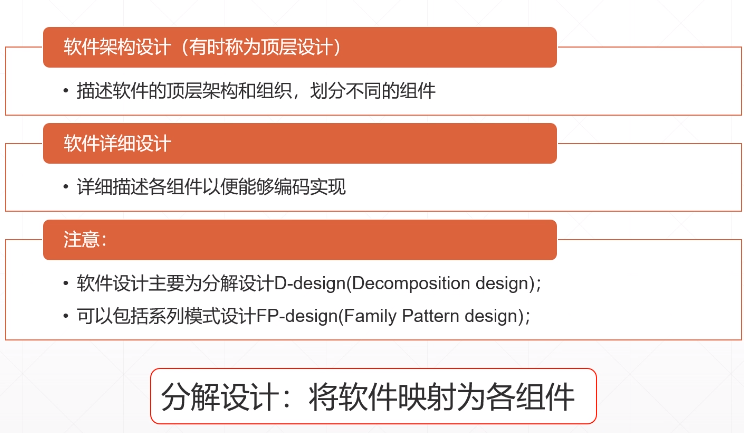 软件架构设计（有时称为顶层设计）
• 描述软件的顶层架构和组织，划分不同的组件
软件详细设计
• 详细描述各组件以便能够编码实现
注意：
• 软件设计主要为分解设计D-design(Decomposition design)；
• 可以包括系列模式设计FP-design(Family Pattern design)；
分解设计：将软件映射为各组件